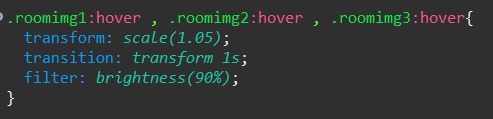 .roomimg1:hover , .roomimg2:hover , .roomimg3:hover{
transform: scale(1.05);
transition: transform 1s;
filter: brightness(90%);
}